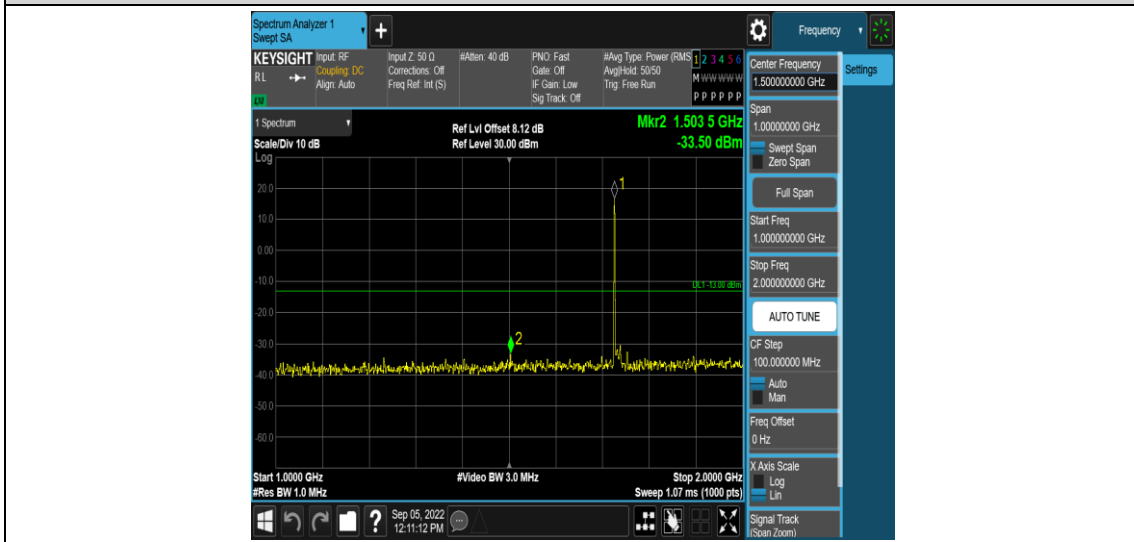 Spectrum Analyzer 1
Swept SA
+
Frequency
KEYSIGHT
RL
LXI
Input: RF
Coupling: DC
Align: Auto
Input Z: 50 Ω
Corrections: Off
Freq Ref: Int (S)
#Atten: 40 dB
PNO: Fast
Gate: Off
IF Gain: Low
Sig Track: Off
#Avg Type: Power (RMS
Avg|Hold: 50/50
Trig: Free Run
1 2 3 4 5 6
M W W W W W
P P P P P P
1 Spectrum
Scale/Div 10 dB
Log
Ref Lvl Offset 8.12 dB
Ref Level 30.00 dBm
Mkr2 1.503 5 GHz
-33.50 dBm
1
20.0
10.0
0.00
-10.0
DL1 -13.00 dBm
-20.0
-30.0
2
-40.0
-50.0
-60.0
Start 1.0000 GHz
#Res BW 1.0 MHz
#Video BW 3.0 MHz
Stop 2.0000 GHz
Sweep 1.07 ms (1000 pts)
?
Sep 05, 2022
12:11:12 PM
Center Frequency
1.50000000 GHz
Settings
Span
1.00000000 GHz
Swept Span
Zero Span
Full Span
Start Freq
1.000000000 GHz
Stop Freq
2.000000000 GHz
AUTO TUNE
CF Step
100.000000 MHz
Auto
Man
Freq Offset
0 Hz
X Axis Scale
Log
Lin
Signal Track
(Span Zoom)